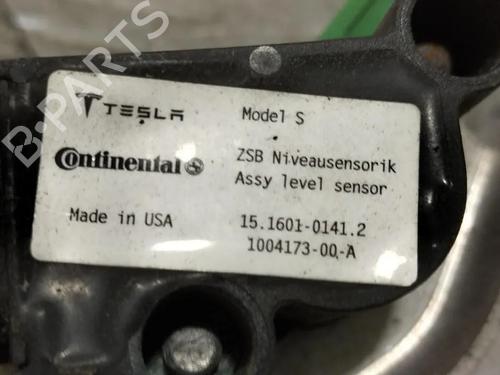 TESLA Model S
Continental ZSB Niveausensorik
Assy level sensor
Made in USA 15.1601-0141.2
1004173-00-A
B-PARTS